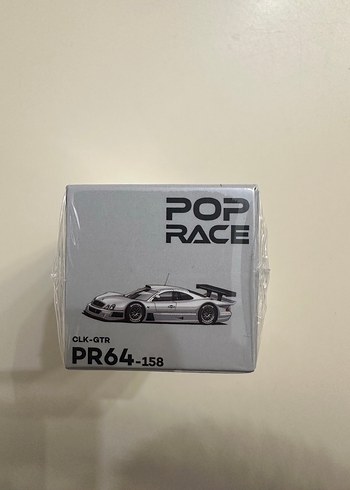 POP
RACE
CLK-GTR
PR64-158